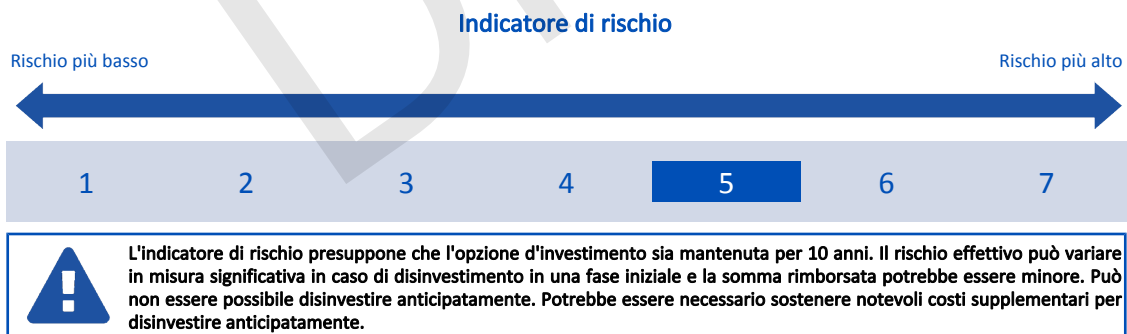 Indicatore di rischio
Rischio più basso
Rischio più alto
1 2 3 4 5 6 7
L'indicatore di rischio presuppone che l'opzione d'investimento sia mantenuta per 10 anni. Il rischio effettivo può variare
in misura significativa in caso di disinvestimento in una fase iniziale e la somma rimborsata potrebbe essere minore. Può
non essere possibile disinvestire anticipatamente. Potrebbe essere necessario sostenere notevoli costi supplementari per
disinvestire anticipatamente.